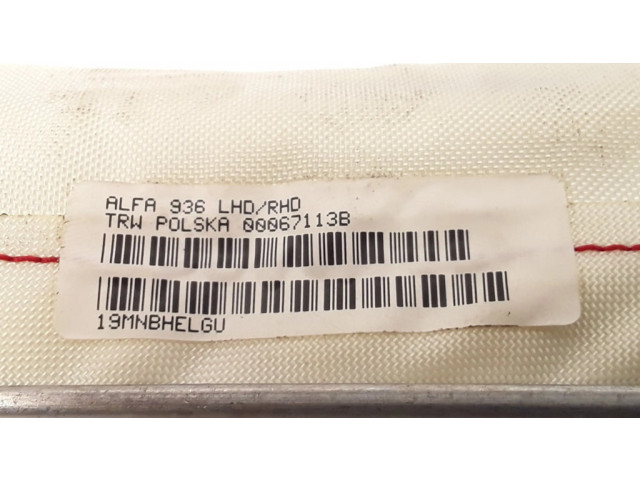 ALFA 936 LHD/RHD
TRW POLSKA 00067113B
19MNBHELGU